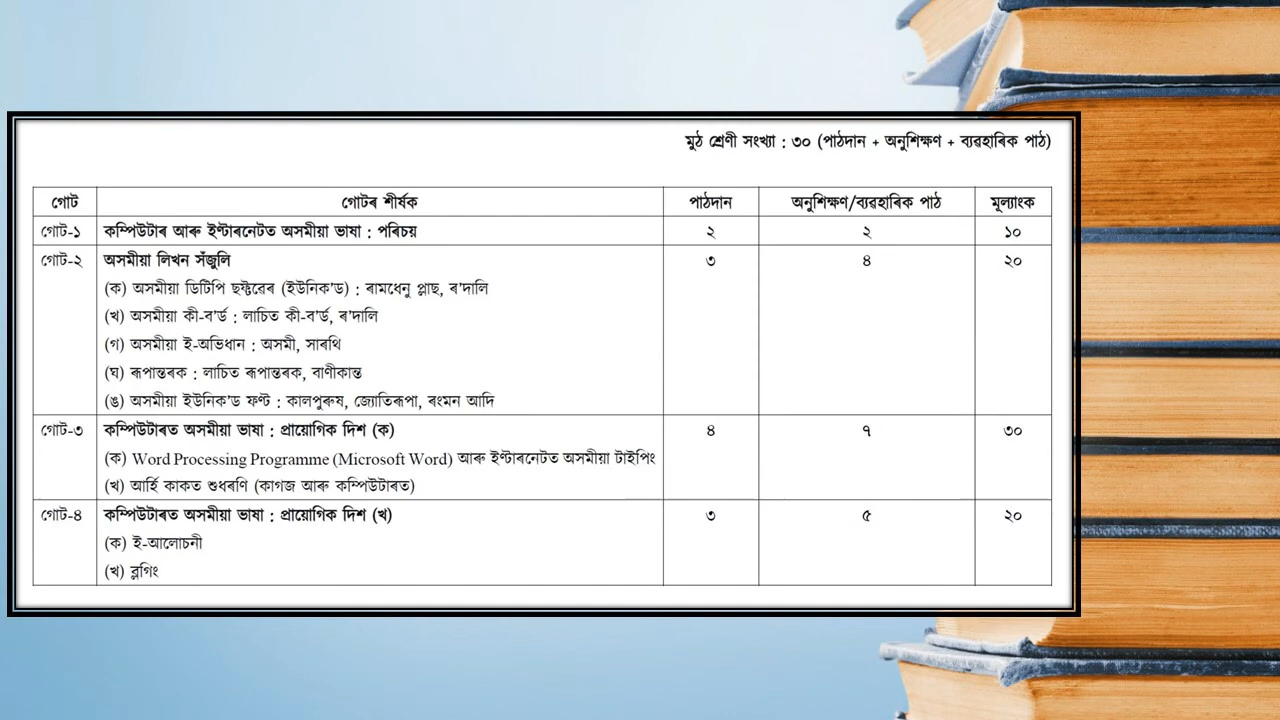 মুঠ শ্ৰেণী সংখ্যা : ৩০ (পাঠদান + অনুশিক্ষণ + ব্যৱহাৰিক পাঠ)
গোট গোটৰ শীৰ্ষক পাঠদান অনুশিক্ষণ/ব্যৱহাৰিক পাঠ মূল্যাংক
গোট-১ কম্পিউটাৰ আৰু ইণ্টাৰনেটত অসমীয়া ভাষা : পৰিচয় ২ ২ ১০
গোট-২ অসমীয়া লিখন সঁজুলি ৩ ৪ ২০
(ক) অসমীয়া ডিটিপি ছফ্টৱেৰ (ইউনিক'ড) : ৰামধেনু প্লাছ, ৰ'দালি
(খ) অসমীয়া কী-ব'ৰ্ড : লাচিত কী-ব'ৰ্ড, ৰ'দালি
(গ) অসমীয়া ই-অভিধান : অসমী, সাৰথি
(ঘ) ৰূপান্তৰক : লাচিত ৰূপান্তৰক, বাণীকান্ত
(ঙ) অসমীয়া ইউনিক'ড ফণ্ট : কালপুৰুষ, জ্যোতিৰূপা, ৰংমন আদি
গোট-৩ কম্পিউটাৰত অসমীয়া ভাষা : প্ৰায়োগিক দিশ (ক) ৪ ৭ ৩০
(ক) Word Processing Programme (Microsoft Word) আৰু ইণ্টাৰনেটত অসমীয়া টাইপিং
(খ) আৰ্হি কাকত শুধৰণি (কাগজ আৰু কম্পিউটাৰত)
গোট-৪ কম্পিউটাৰত অসমীয়া ভাষা : প্ৰায়োগিক দিশ (খ) ৩ ৫ ২০
(ক) ই-আলোচনী
(খ) ব্লগিং